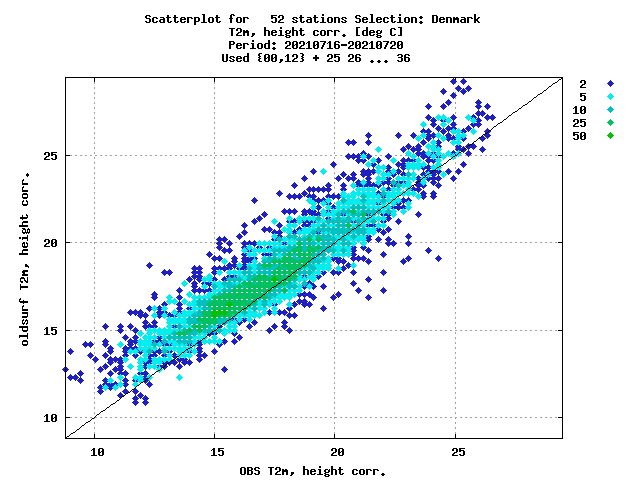 Scatterplot for   52 stations Selection: Denmark
T2m, height corr. [deg C]
Period: 20210716-20210720
Used {00,12} + 25 26 ... 36
2
5
10
25
50
25
20
15
10
oldsurf T2m, height corr.
10 15 20 25
OBS T2m, height corr.